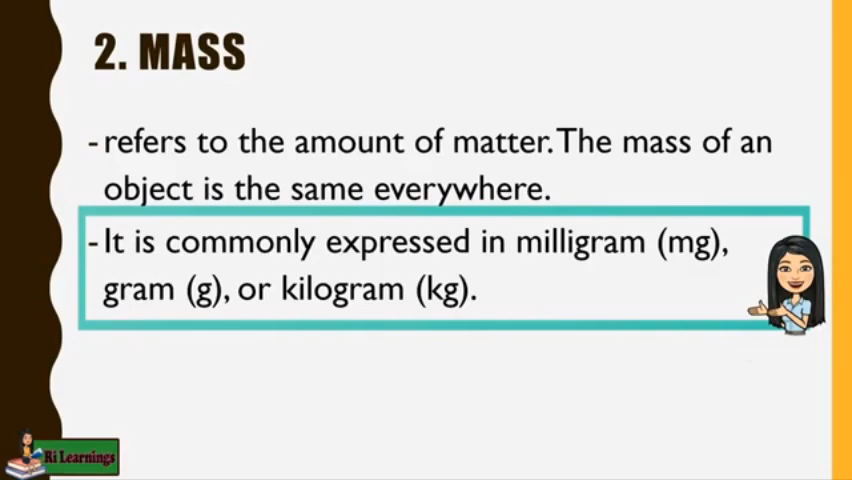 2. MASS
- refers to the amount of matter. The mass of an
object is the same everywhere.
- It is commonly expressed in milligram (mg),
gram (g), or kilogram (kg).
Ri Learnings